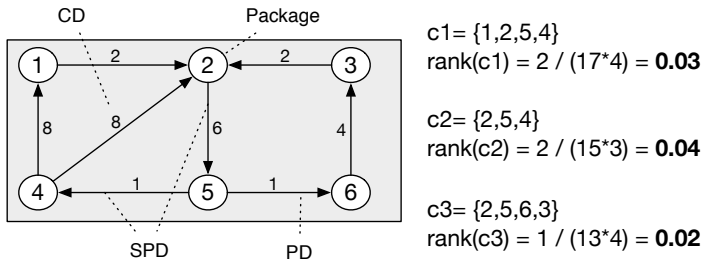 CD
Package
1
2
2
2
3
8
8
6
4
4
1
5
1
6
SPD
PD
c1= {1,2,5,4}
rank(c1) = 2 / (17*4) = 0.03
c2= {2,5,4}
rank(c2) = 2 / (15*3) = 0.04
c3= {2,5,6,3}
rank(c3) = 1 / (13*4) = 0.02